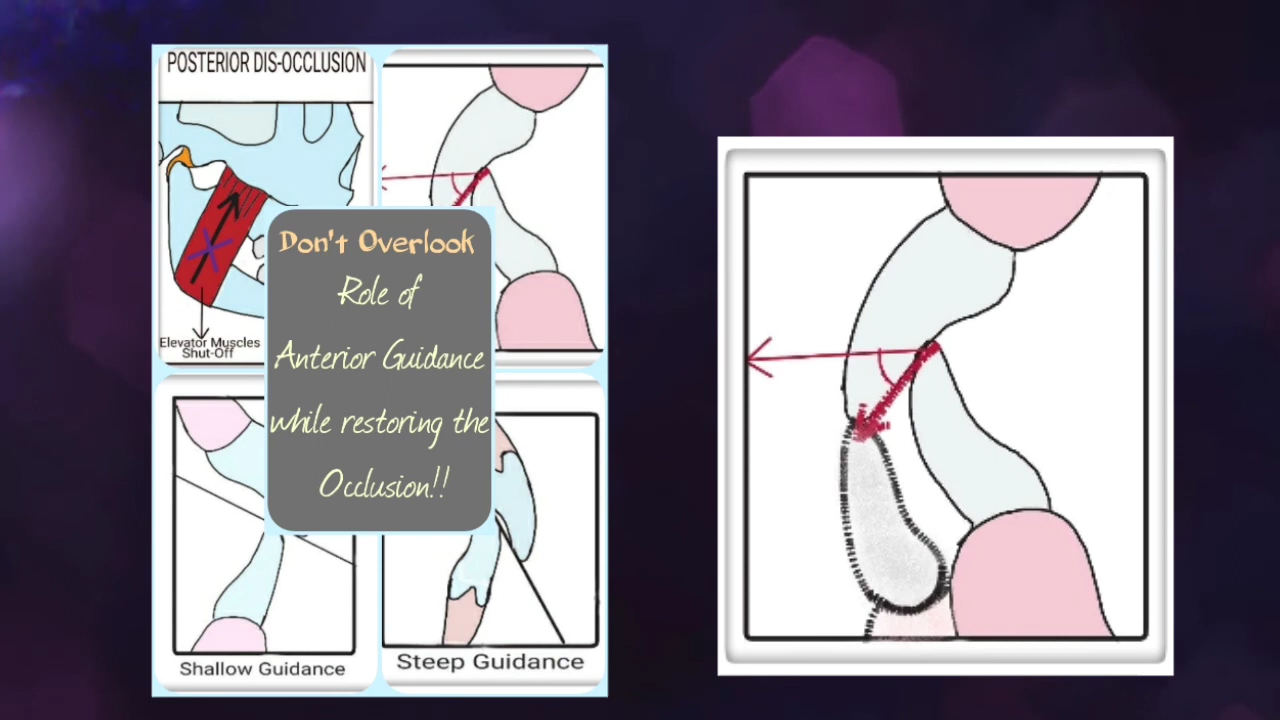 POSTERIOR DIS-OCCLUSION
Elevator Muscles
Shut-Off
Don't Overlook
Role of
Anterior Guidance
while restoring the
Occlusion!!
Shallow Guidance
Steep Guidance